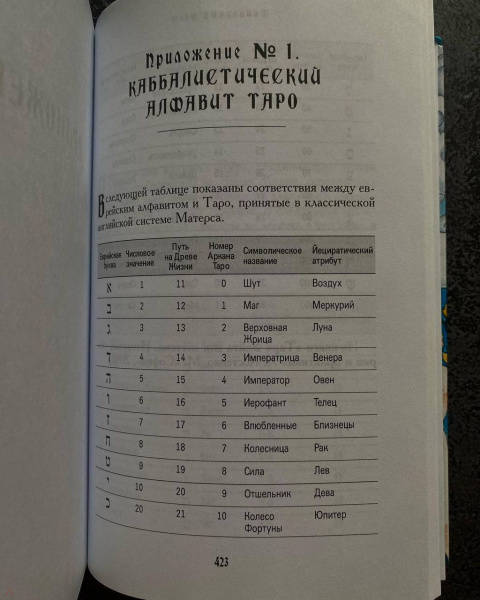 Приложение № 1.
КАББАЛИСТИЧЕСКИЙ
АЛФАВИТ ТАРО
В следующей таблице показаны соответствия между ев-
рейским алфавитом и Таро, принятые в классической
английской системе Матерса.
Еврейская буква Числовое значение Путь на Древе Жизни Номер Аркана Таро Символическое название Йециратический атрибут
א 1 11 0 Шут Воздух
ב 2 12 1 Маг Меркурий
ג 3 13 2 Верховная Жрица Луна
ד 4 14 3 Императрица Венера
ה 5 15 4 Император Овен
ו 6 16 5 Иерофант Телец
ז 7 17 6 Влюбленные Близнецы
ח 8 18 7 Колесница Рак
ט 9 19 8 Сила Лев
י 10 20 9 Отшельник Дева
כ 20 21 10 Колесо Фортуны Юпитер
423